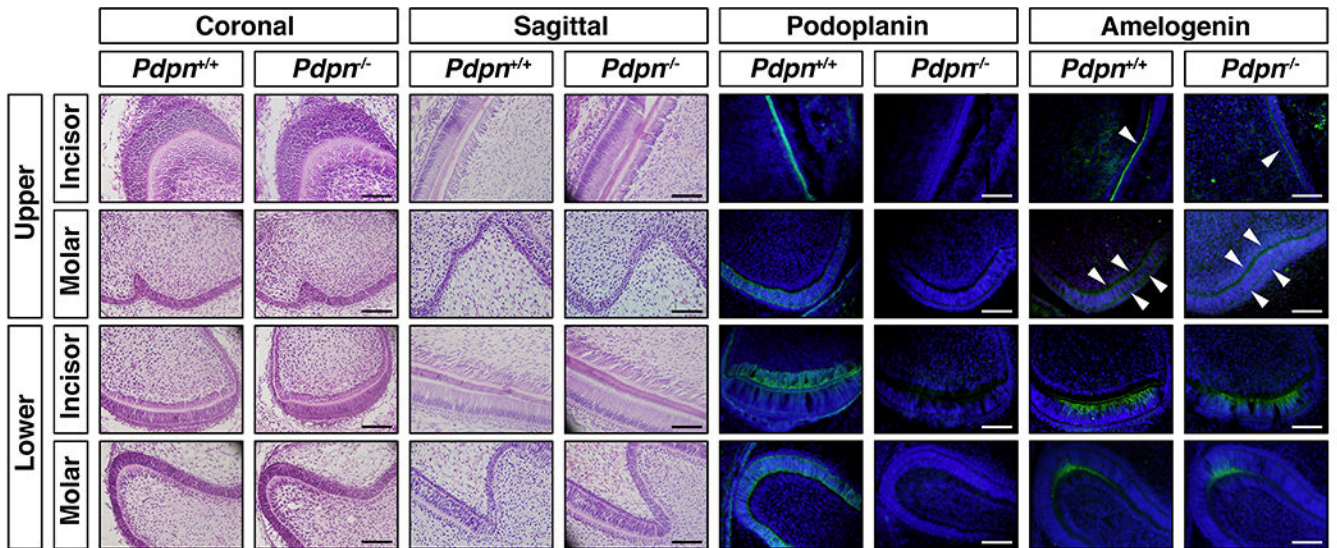 Coronal Sagittal Podoplanin Amelogenin
Pdpn+/+ Pdpn-/- Pdpn+/+ Pdpn-/- Pdpn+/+ Pdpn-/- Pdpn+/+ Pdpn-/-
Upper
Incisor
Molar
Lower
Incisor
Molar